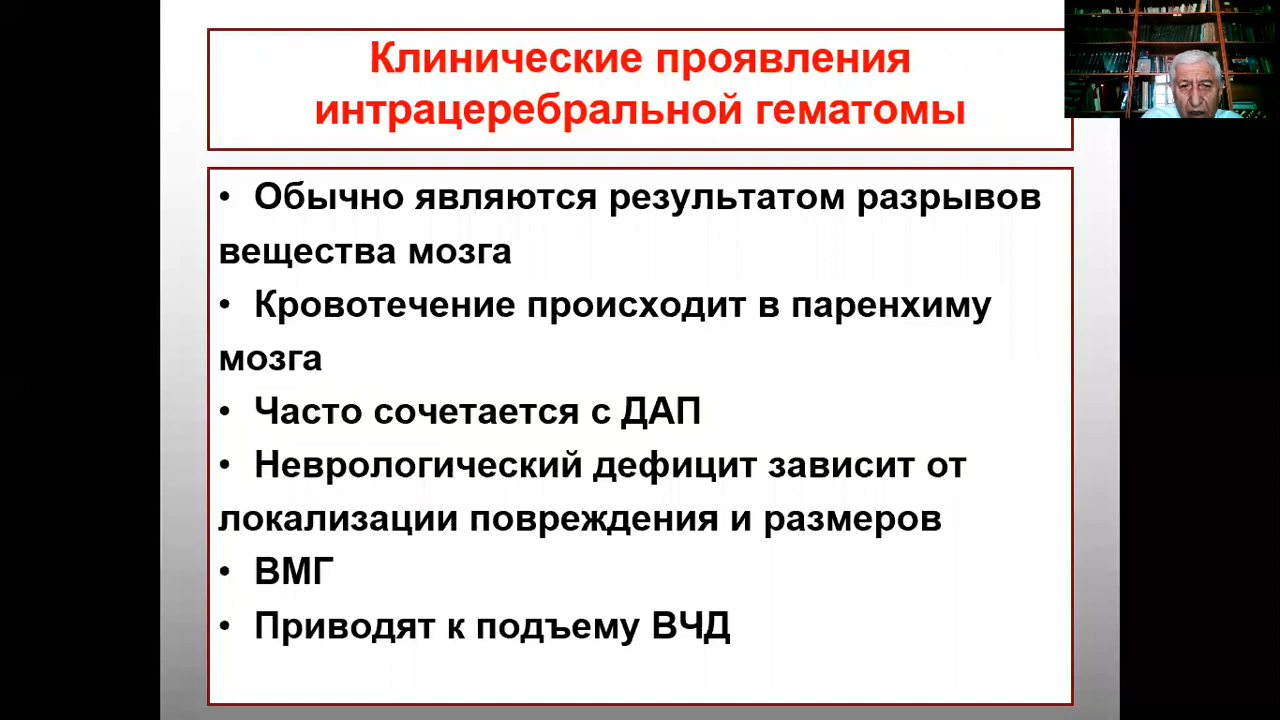 Клинические проявления
интрацеребральной гематомы
• Обычно являются результатом разрывов
вещества мозга
• Кровотечение происходит в паренхиму
мозга
• Часто сочетается с ДАП
• Неврологический дефицит зависит от
локализации повреждения и размеров
• ВМГ
• Приводят к подъему ВЧД